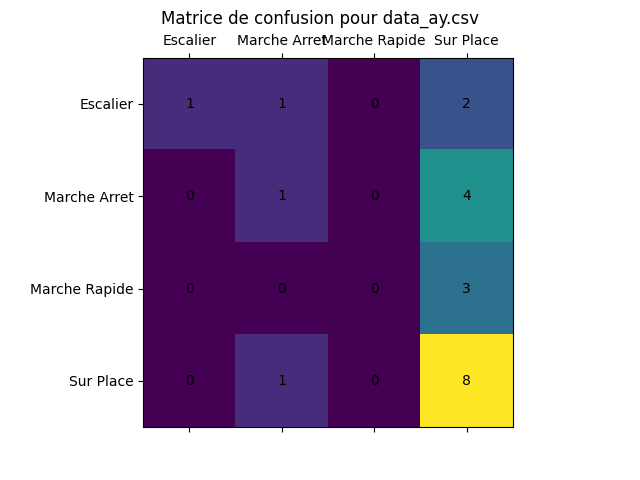 Matrice de confusion pour data_ay.csv
Escalier Marche Arret Marche Rapide Sur Place
Escalier 1 1 0 2
Marche Arret 0 1 0 4
Marche Rapide 0 0 0 3
Sur Place 0 1 0 8